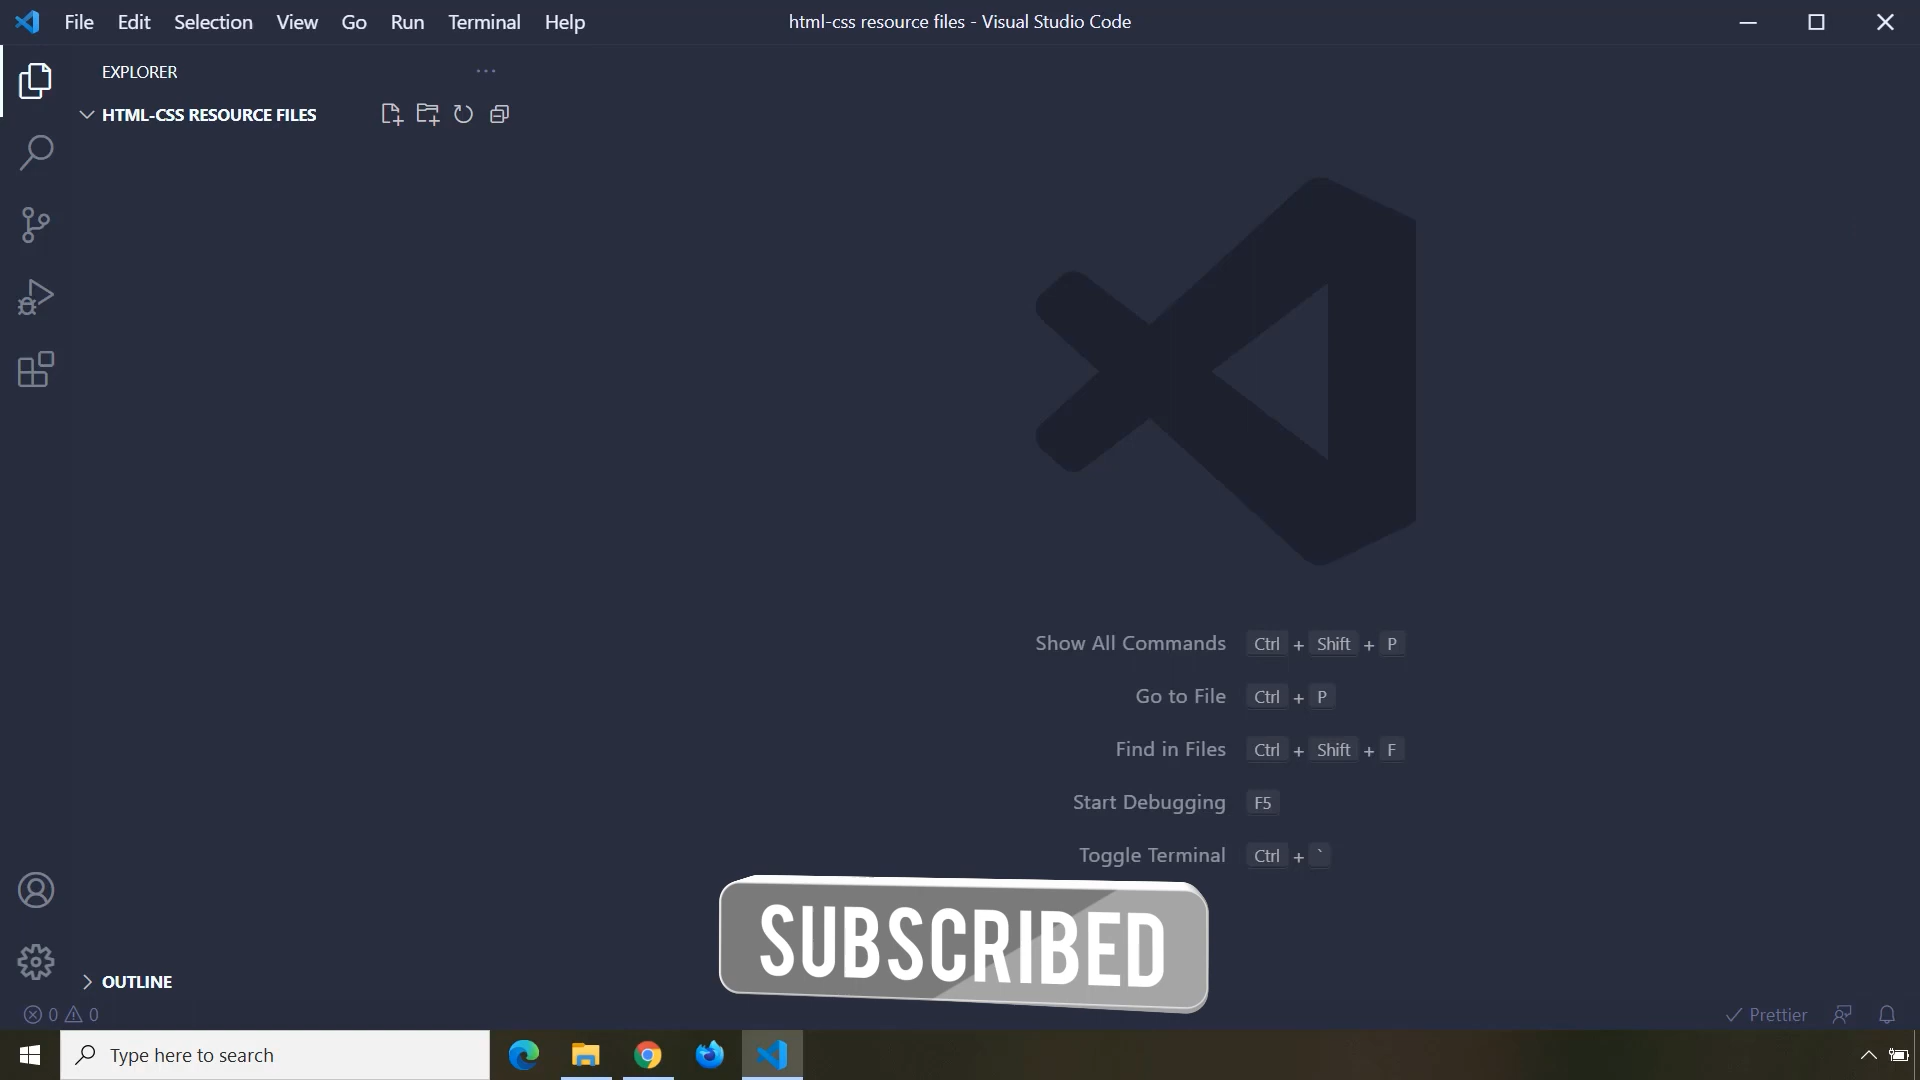 File Edit Selection View Go Run Terminal Help
html-css resource files - Visual Studio Code
EXPLORER
HTML-CSS RESOURCE FILES
Show All Commands Ctrl + Shift + P
Go to File Ctrl + P
Find in Files Ctrl + Shift + F
Start Debugging F5
Toggle Terminal Ctrl + `
SUBSCRIBED
OUTLINE
0 0
Prettier
Type here to search